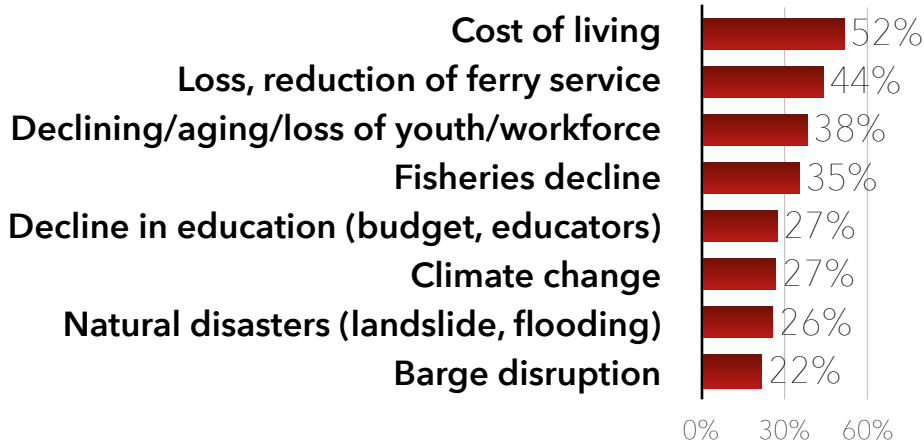 Cost of living 52%
Loss, reduction of ferry service 44%
Declining/aging/loss of youth/workforce 38%
Fisheries decline 35%
Decline in education (budget, educators) 27%
Climate change 27%
Natural disasters (landslide, flooding) 26%
Barge disruption 22%
0% 30% 60%